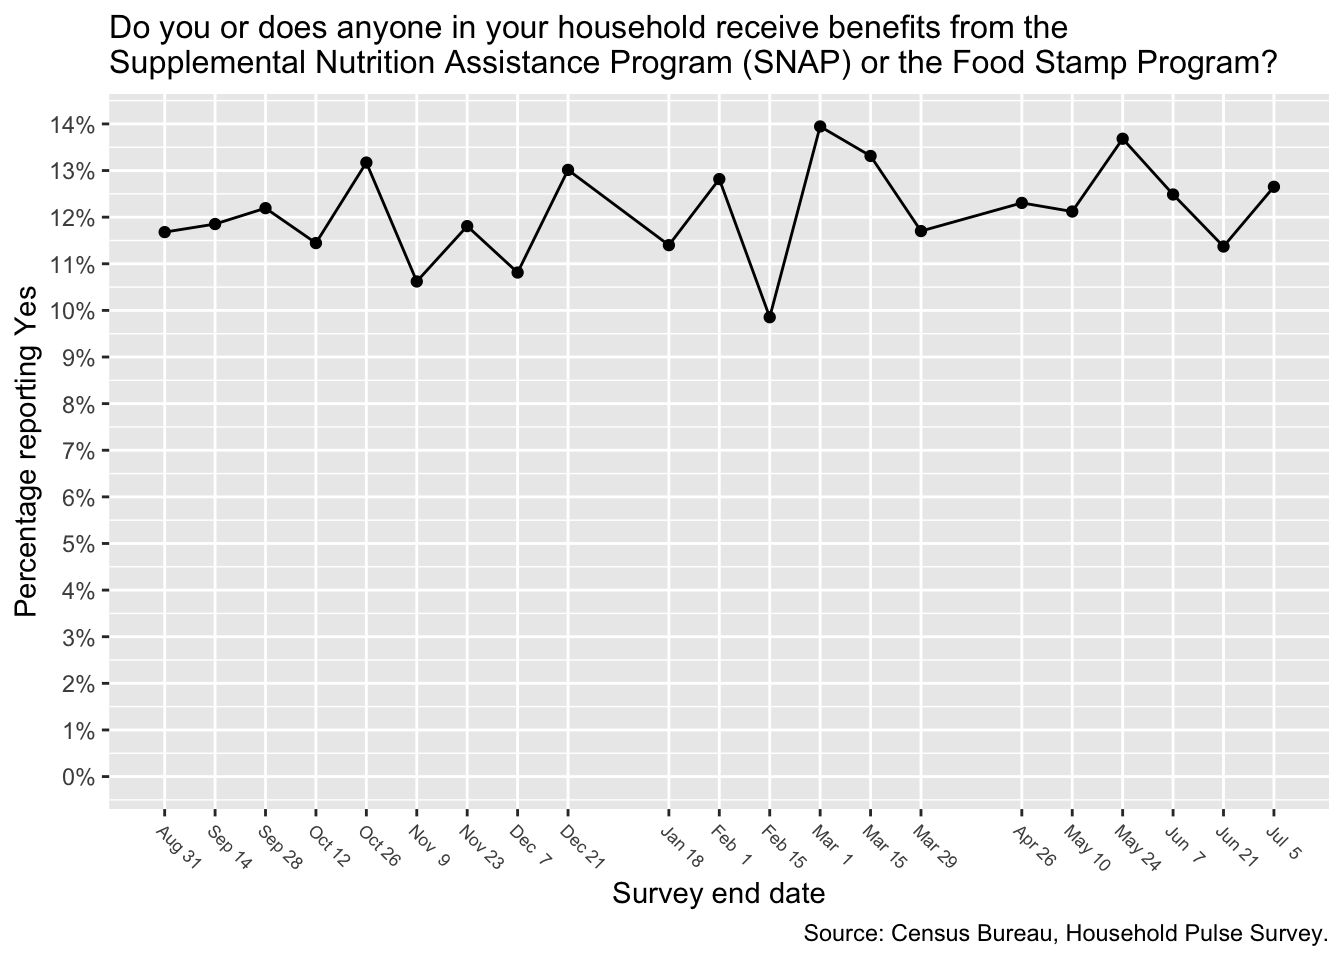 Do you or does anyone in your household receive benefits from the
Supplemental Nutrition Assistance Program (SNAP) or the Food Stamp Program?
Percentage reporting Yes
14%
13%
12%
11%
10%
9%
8%
7%
6%
5%
4%
3%
2%
1%
0%
Aug 31
Sep 14
Sep 28
Oct 12
Oct 26
Nov 9
Nov 23
Dec 7
Dec 21
Jan 18
Feb 1
Feb 15
Mar 1
Mar 15
Mar 29
Apr 26
May 10
May 24
Jun 7
Jun 21
Jul 5
Survey end date
Source: Census Bureau, Household Pulse Survey.